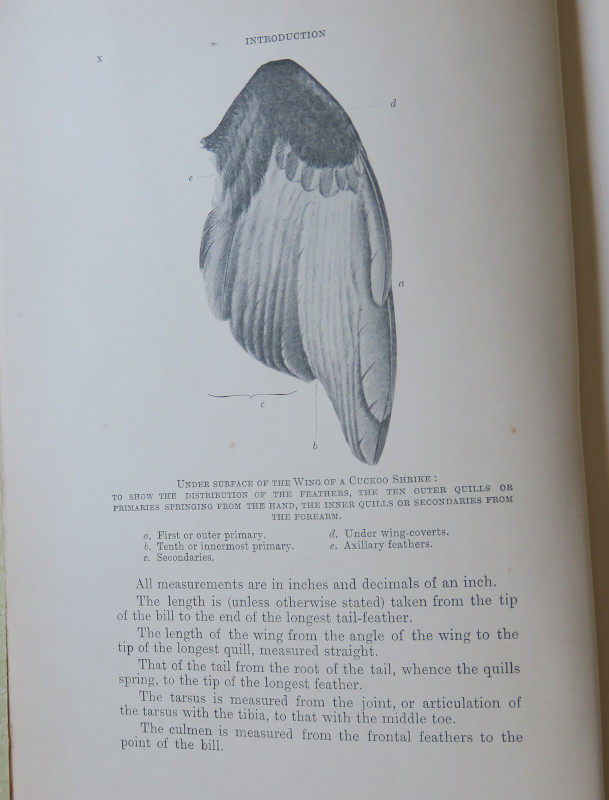 INTRODUCTION
x
d
e
a
c
b
Under surface of the Wing of a Cuckoo Shrike:
to show the distribution of the feathers, the ten outer quills or
primaries springing from the hand, the inner quills or secondaries from
the forearm.
a. First or outer primary.
b. Tenth or innermost primary.
c. Secondaries.
d. Under wing-coverts.
e. Axillary feathers.
All measurements are in inches and decimals of an inch.
The length is (unless otherwise stated) taken from the tip
of the bill to the end of the longest tail-feather.
The length of the wing from the angle of the wing to the
tip of the longest quill, measured straight.
That of the tail from the root of the tail, whence the quills
spring, to the tip of the longest feather.
The tarsus is measured from the joint, or articulation of
the tarsus with the tibia, to that with the middle toe.
The culmen is measured from the frontal feathers to the
point of the bill.